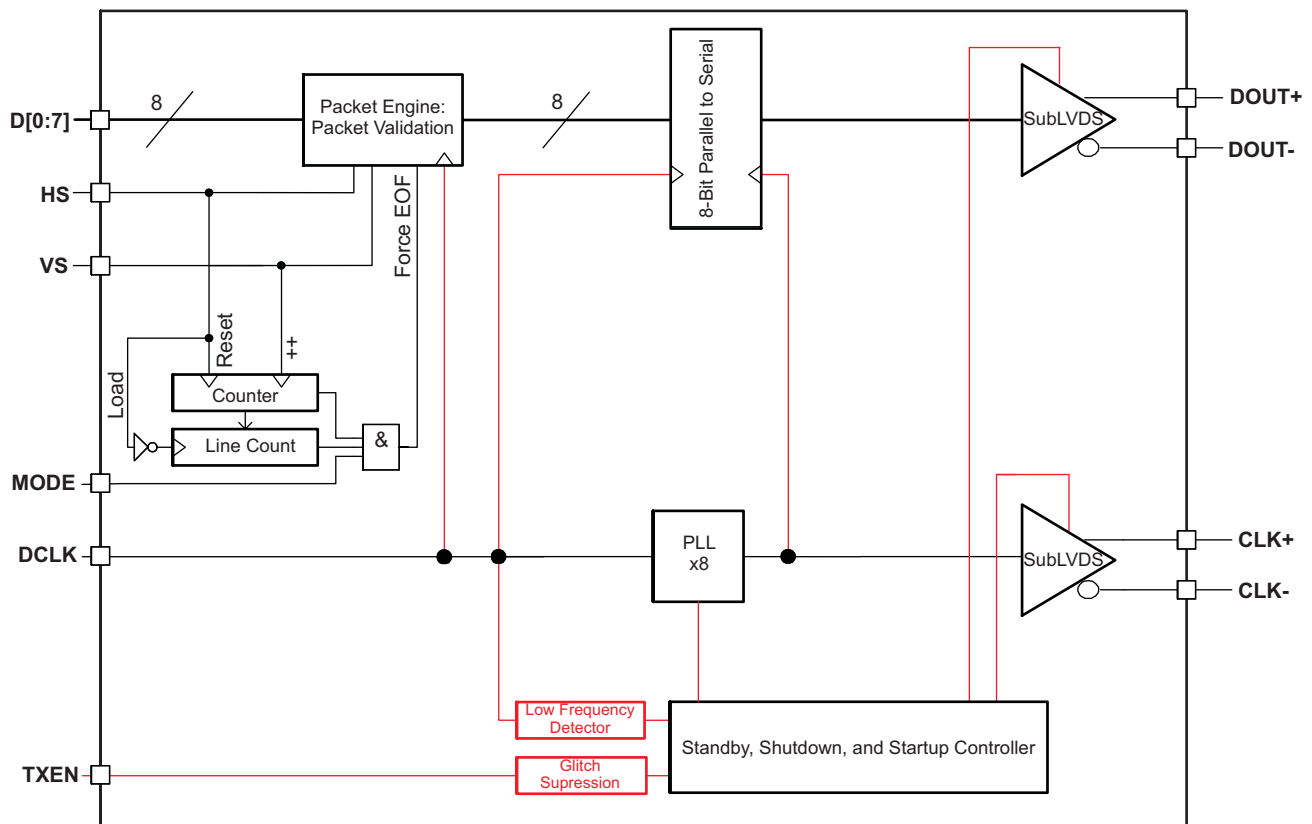 8
8
Packet Engine:
Packet Validation
8-Bit Parallel to Serial
SubLVDS
DOUT+
DOUT-
D[0:7]
HS
VS
Force EOF
Reset
++
Load
Counter
Line Count
&
MODE
DCLK
PLL
x8
SubLVDS
CLK+
CLK-
Low Frequency
Detector
Standby, Shutdown, and Startup Controller
TXEN
Glitch
Supression